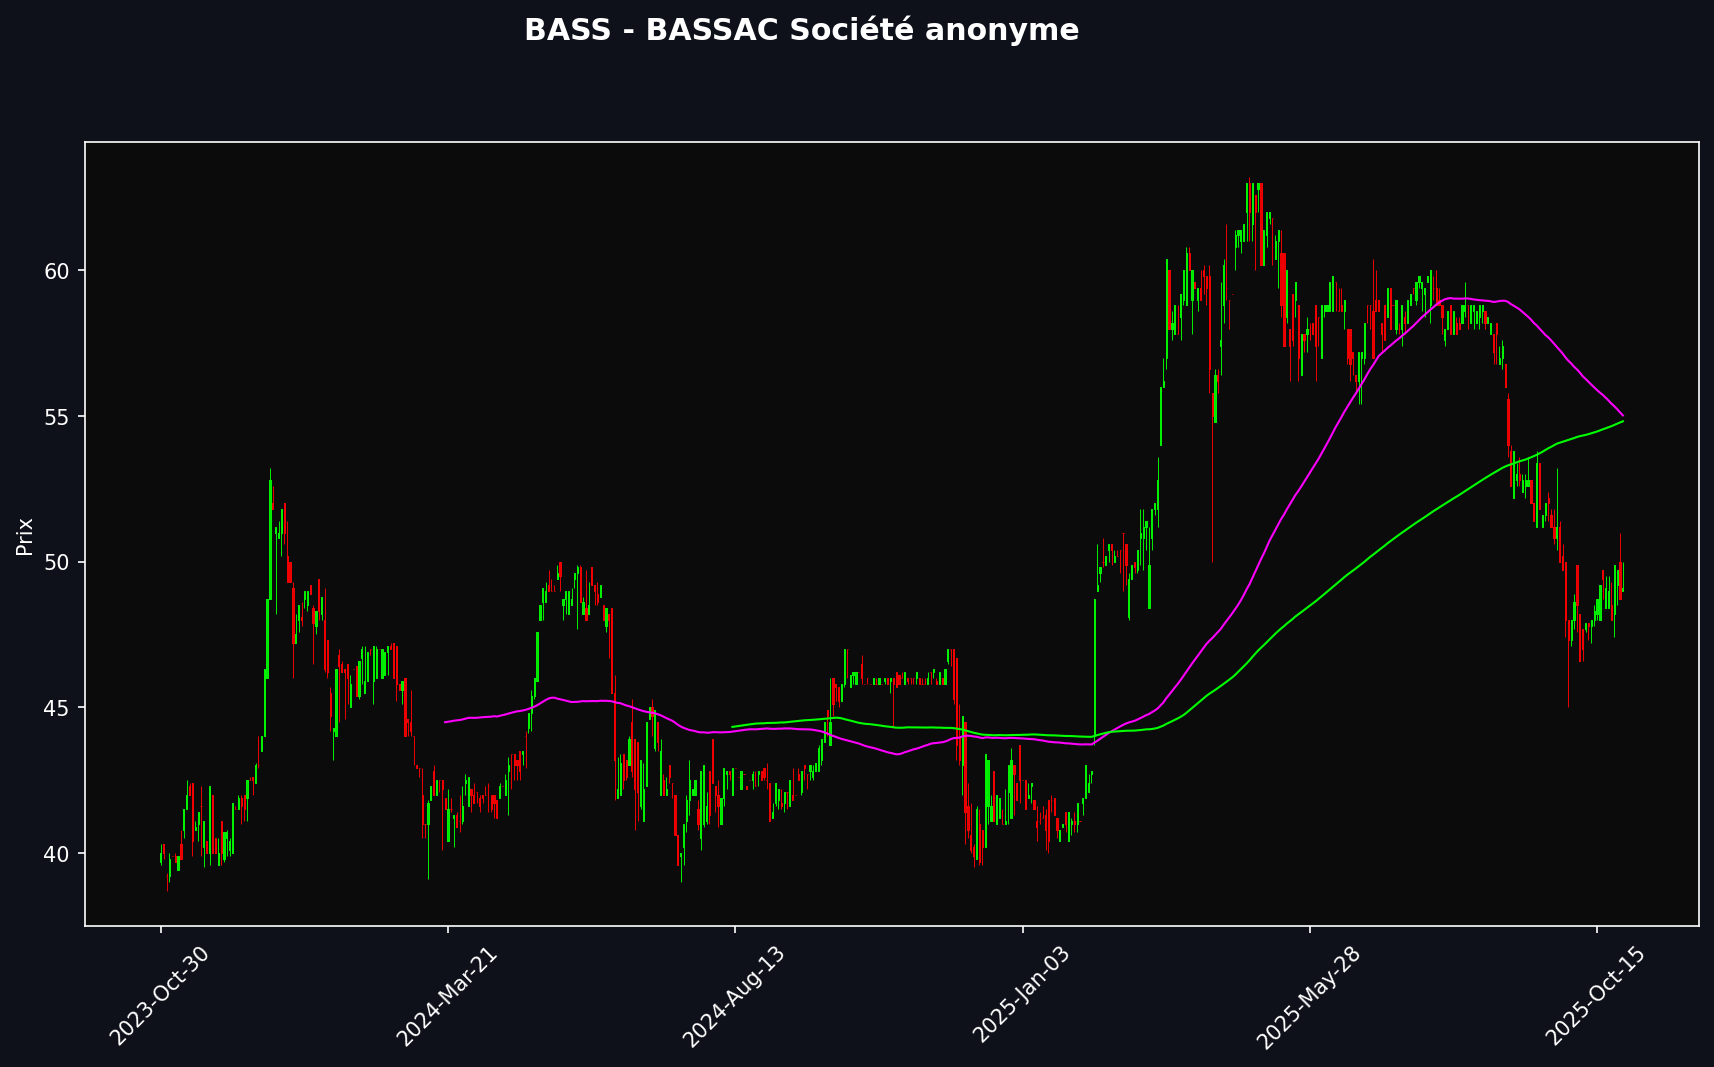 BASS - BASSAC Société anonyme
Prix
60
55
50
45
40
2023-Oct-30
2024-Mar-21
2024-Aug-13
2025-Jan-03
2025-May-28
2025-Oct-15